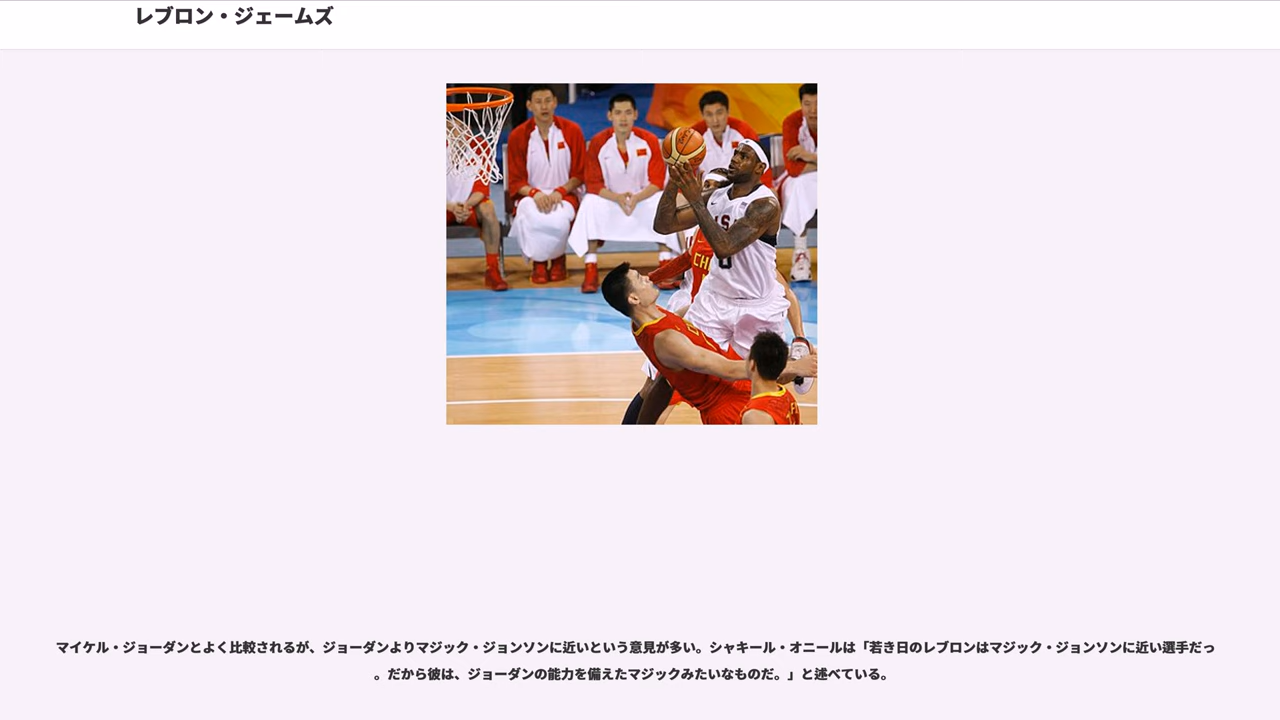 レブロン・ジェームズ
マイケル・ジョーダンとよく比較されるが、ジョーダンよりマジック・ジョンソンに近いという意見が多い。シャキール・オニールは「若き日のレブロンはマジック・ジョンソンに近い選手だっ
。だから彼は、ジョーダンの能力を備えたマジックみたいなものだ。」と述べている。